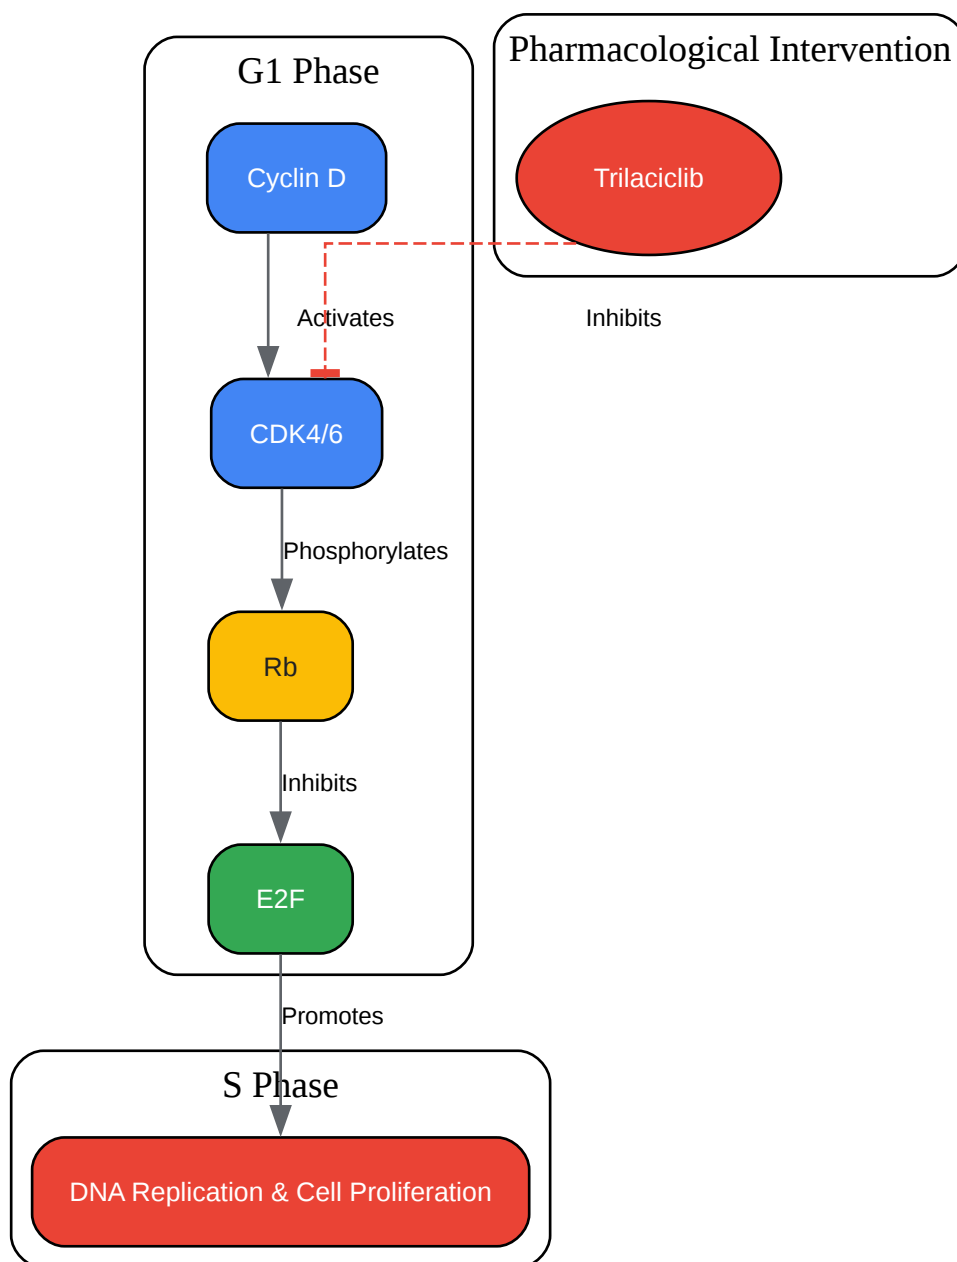 Pharmacological Intervention
G1 Phase
Cyclin D
Trilaciclib
Activates
Inhibits
CDK4/6
Phosphorylates
Rb
Inhibits
E2F
Promotes
S Phase
DNA Replication & Cell Proliferation